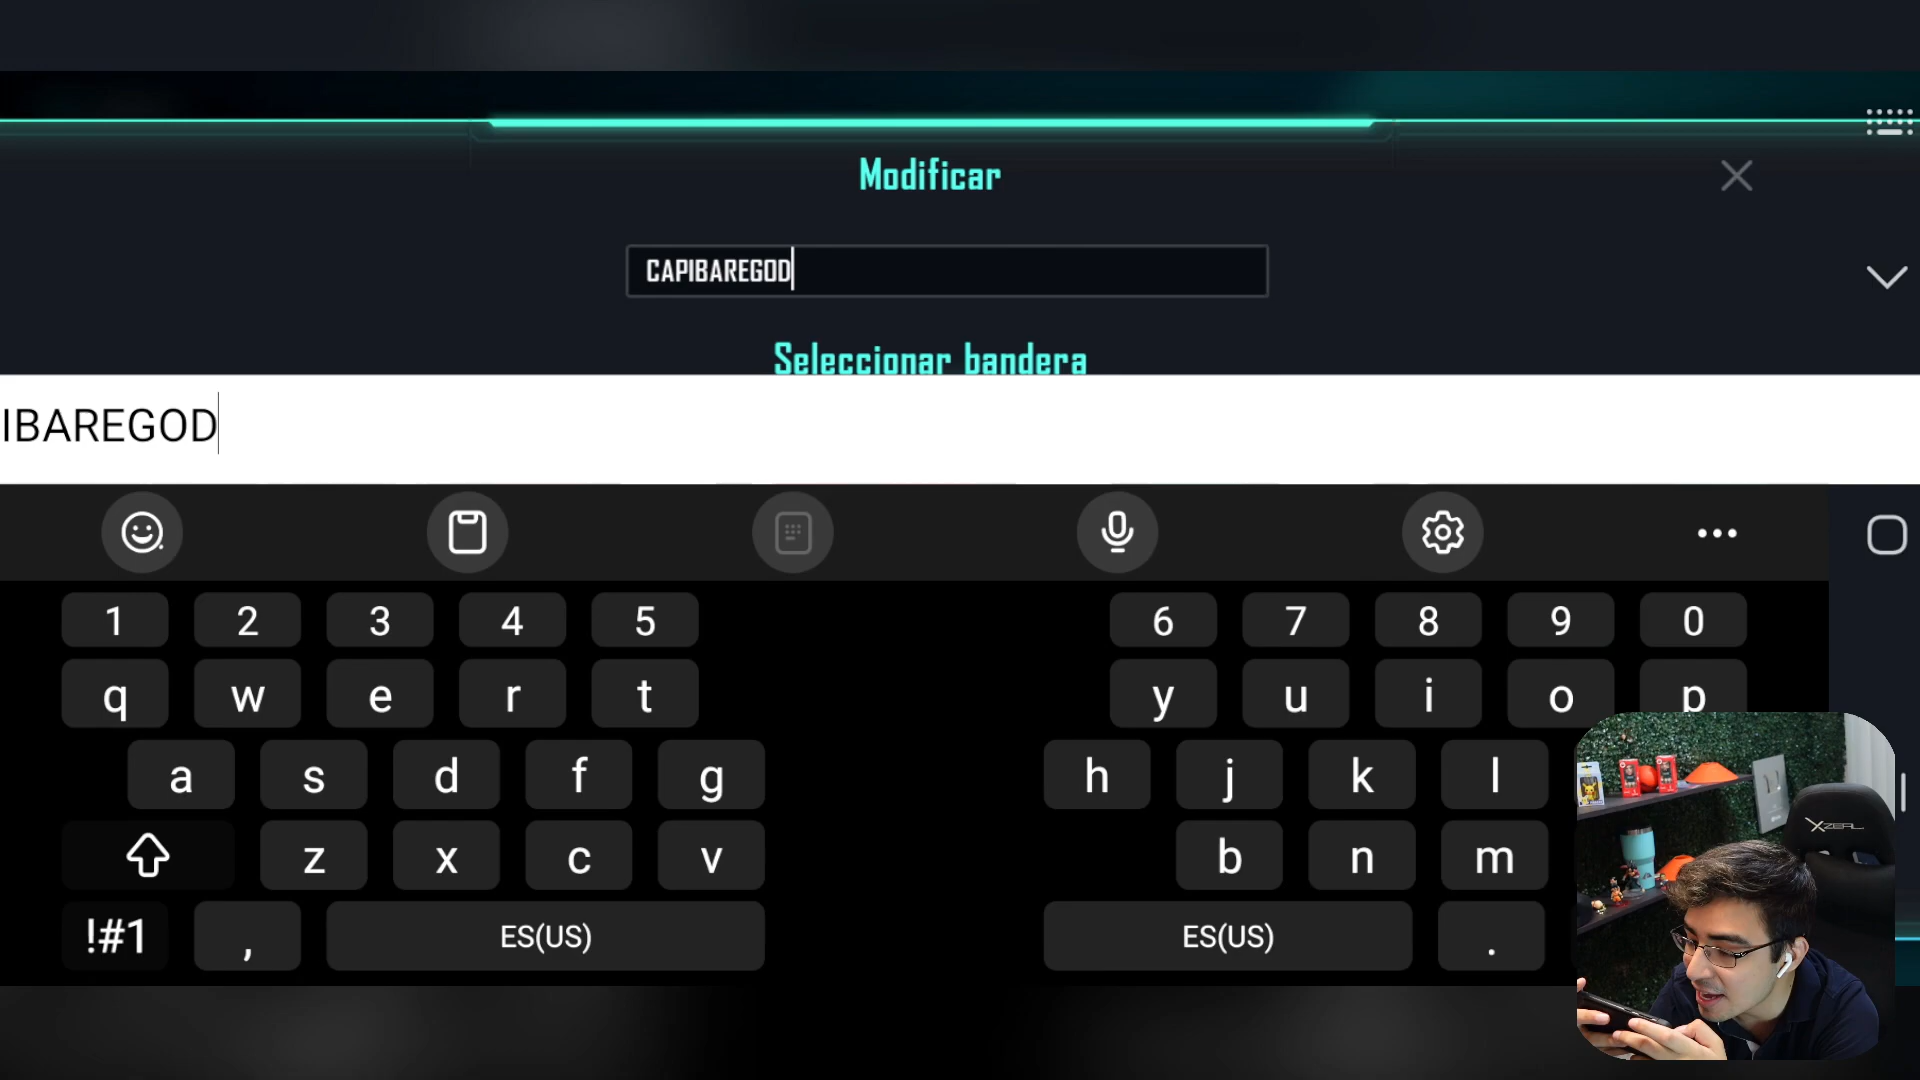 Modificar
CAPIBAREGOD
Seleccionar bandera
IBAREGOD
1 2 3 4 5 6 7 8 9 0
q w e r t y u i o p
a s d f g h j k l
z x c v b n m
!#1 , ES(US) ES(US) .
XZEAL